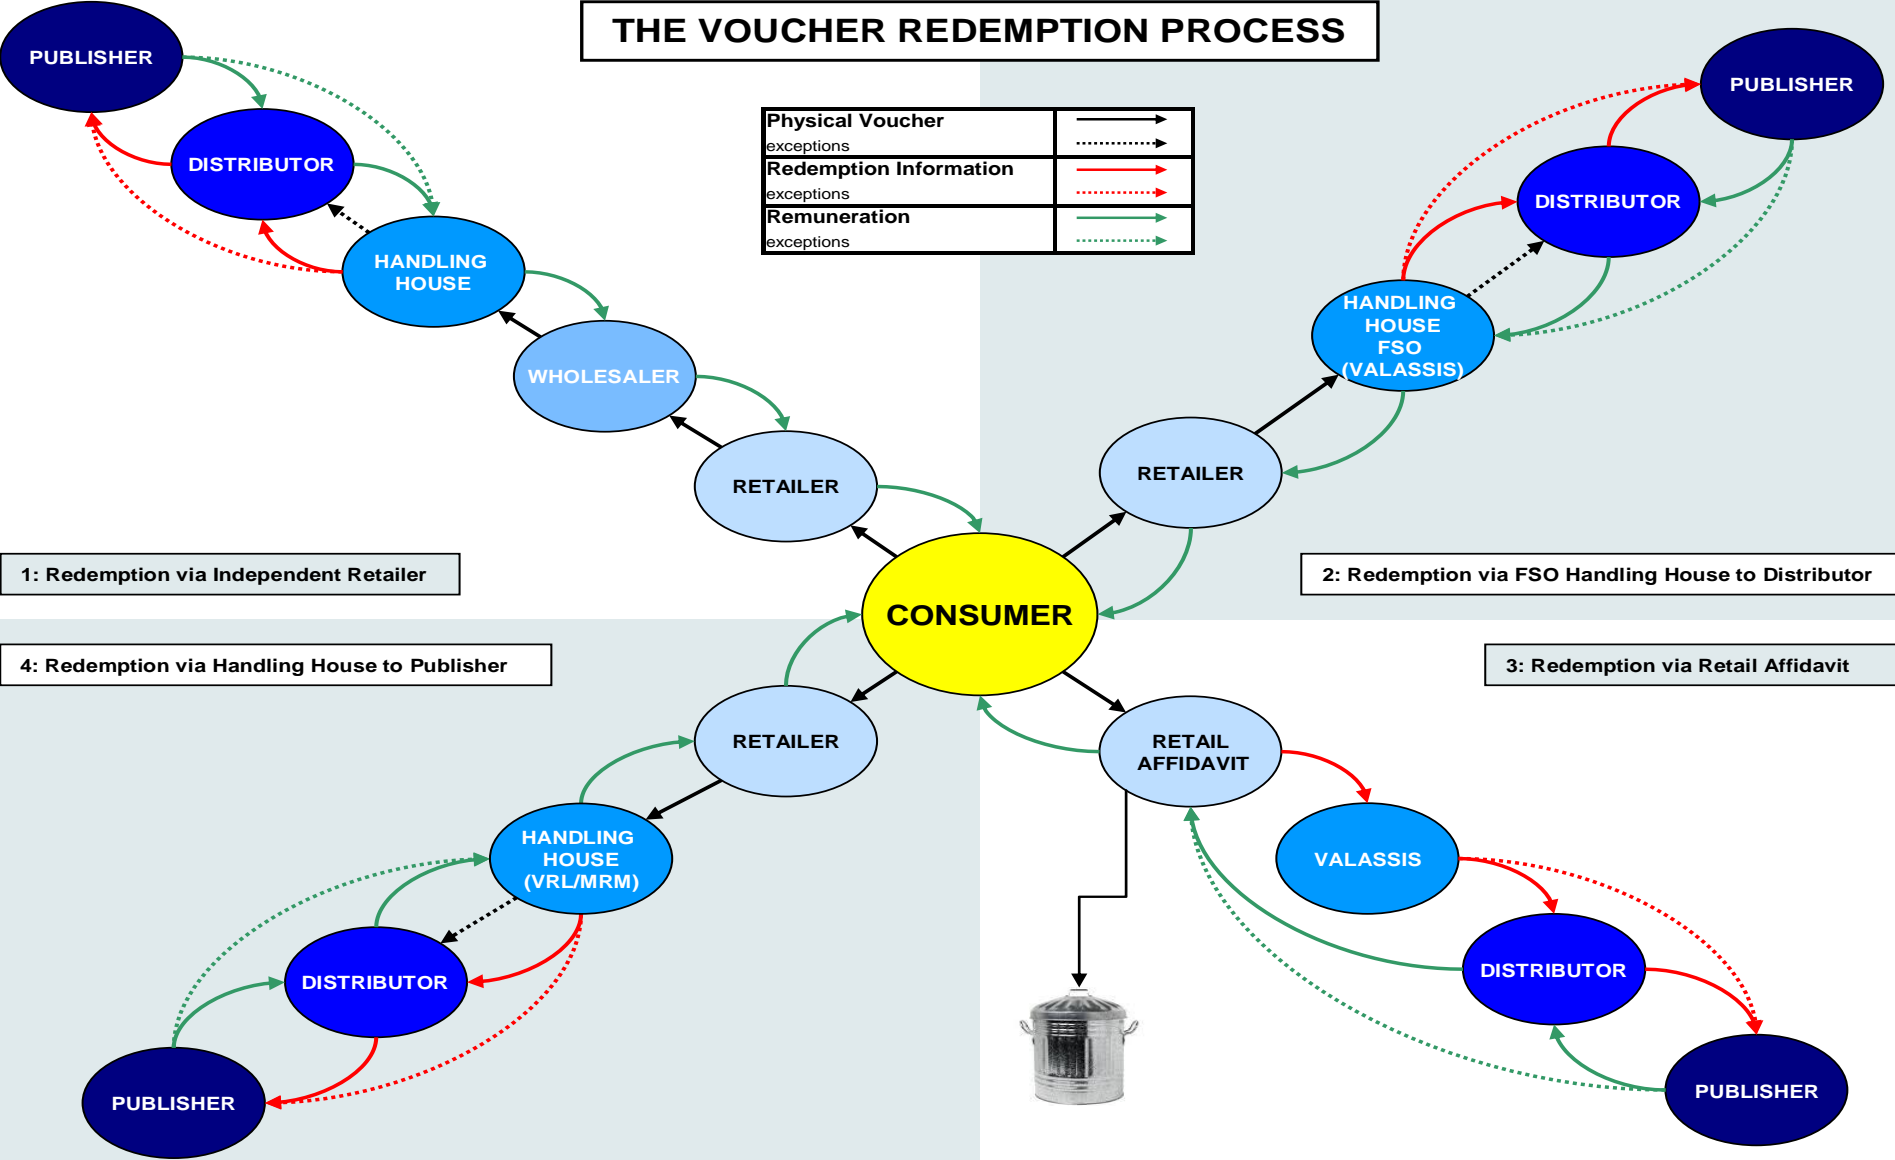 THE VOUCHER REDEMPTION PROCESS
Physical Voucher
exceptions
Redemption Information
exceptions
Remuneration
exceptions
PUBLISHER
DISTRIBUTOR
HANDLING
HOUSE
WHOLESALER
RETAILER
1: Redemption via Independent Retailer
PUBLISHER
DISTRIBUTOR
HANDLING
HOUSE
FSO
(VALASSIS)
RETAILER
2: Redemption via FSO Handling House to Distributor
CONSUMER
4: Redemption via Handling House to Publisher
RETAILER
HANDLING
HOUSE
(VRL/MRM)
DISTRIBUTOR
PUBLISHER
3: Redemption via Retail Affidavit
RETAIL
AFFIDAVIT
VALASSIS
DISTRIBUTOR
PUBLISHER